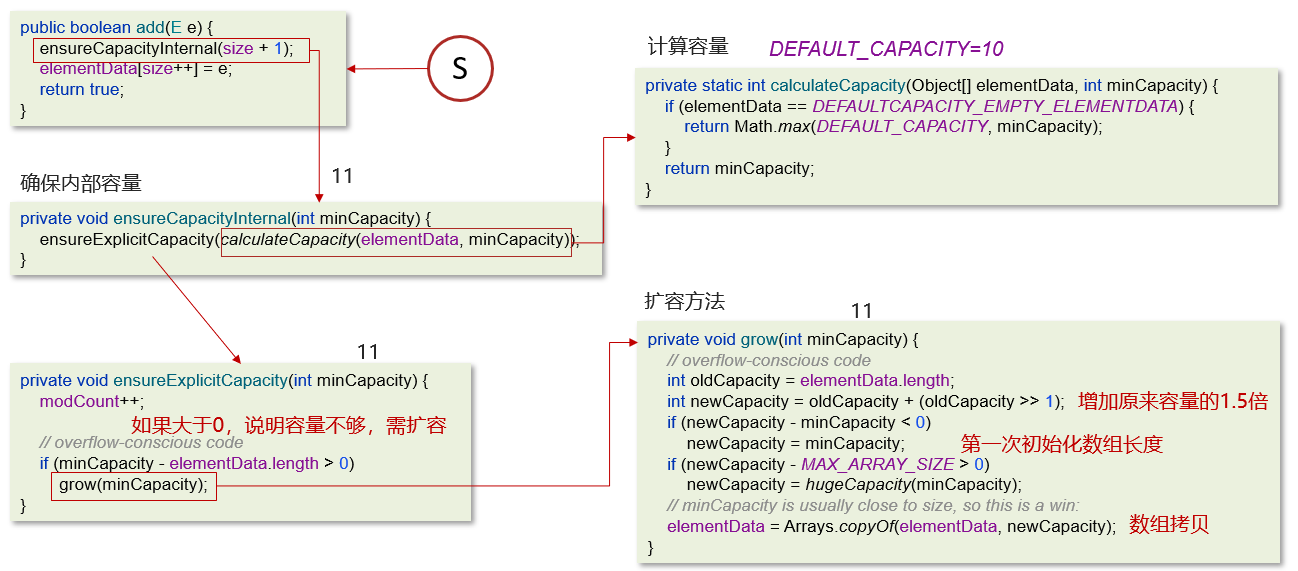 public boolean add(E e) {
ensureCapacityInternal(size + 1);
elementData[size++] = e;
return true;
}
S
计算容量 DEFAULT_CAPACITY=10
private static int calculateCapacity(Object[] elementData, int minCapacity) {
if (elementData == DEFAULTCAPACITY_EMPTY_ELEMENTDATA) {
return Math.max(DEFAULT_CAPACITY, minCapacity);
}
return minCapacity;
}
确保内部容量
11
private void ensureCapacityInternal(int minCapacity) {
ensureExplicitCapacity(calculateCapacity(elementData, minCapacity));
}
11
private void ensureExplicitCapacity(int minCapacity) {
modCount++;
如果大于0，说明容量不够，需扩容
// overflow-conscious code
if (minCapacity - elementData.length > 0)
grow(minCapacity);
}
扩容方法
11
private void grow(int minCapacity) {
// overflow-conscious code
int oldCapacity = elementData.length;
int newCapacity = oldCapacity + (oldCapacity >> 1); 增加原来容量的1.5倍
if (newCapacity - minCapacity < 0)
newCapacity = minCapacity; 第一次初始化数组长度
if (newCapacity - MAX_ARRAY_SIZE > 0)
newCapacity = hugeCapacity(minCapacity);
// minCapacity is usually close to size, so this is a win:
elementData = Arrays.copyOf(elementData, newCapacity); 数组拷贝
}